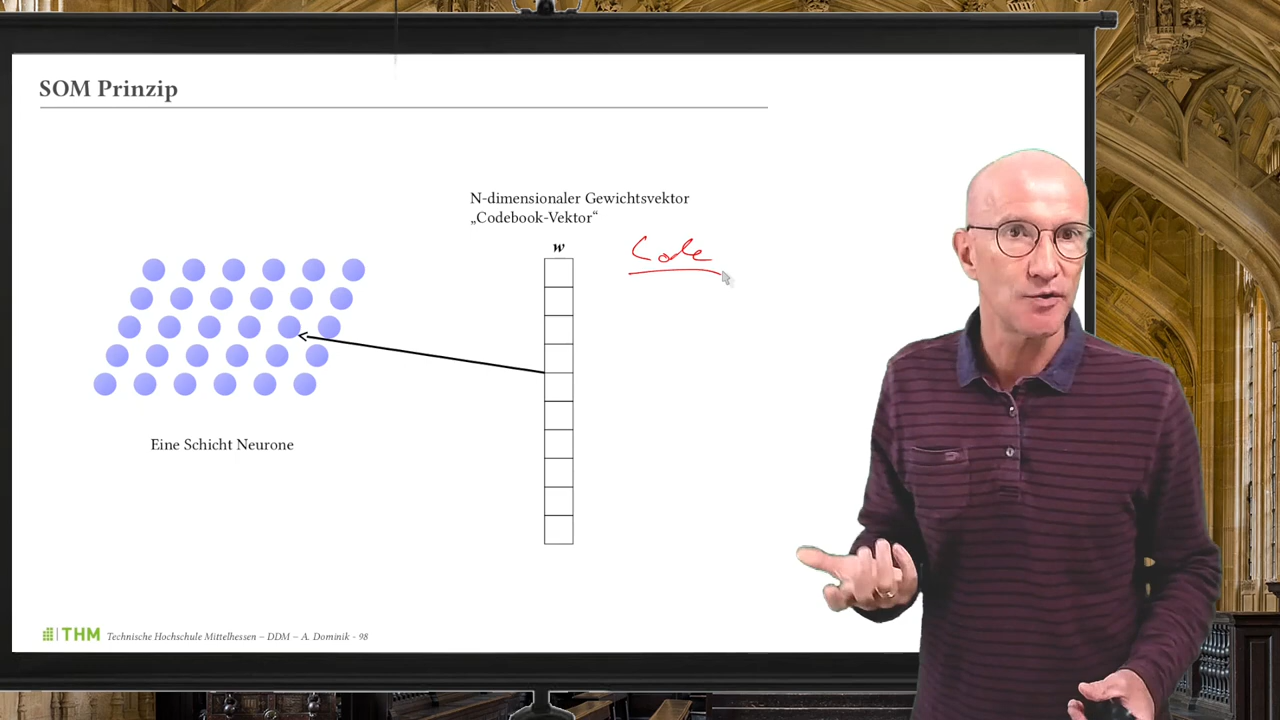 SOM Prinzip
N-dimensionaler Gewichtsvektor
„Codebook-Vektor“
w
Code
Eine Schicht Neurone
THM Technische Hochschule Mittelhessen – DDM – A. Dominik - 98